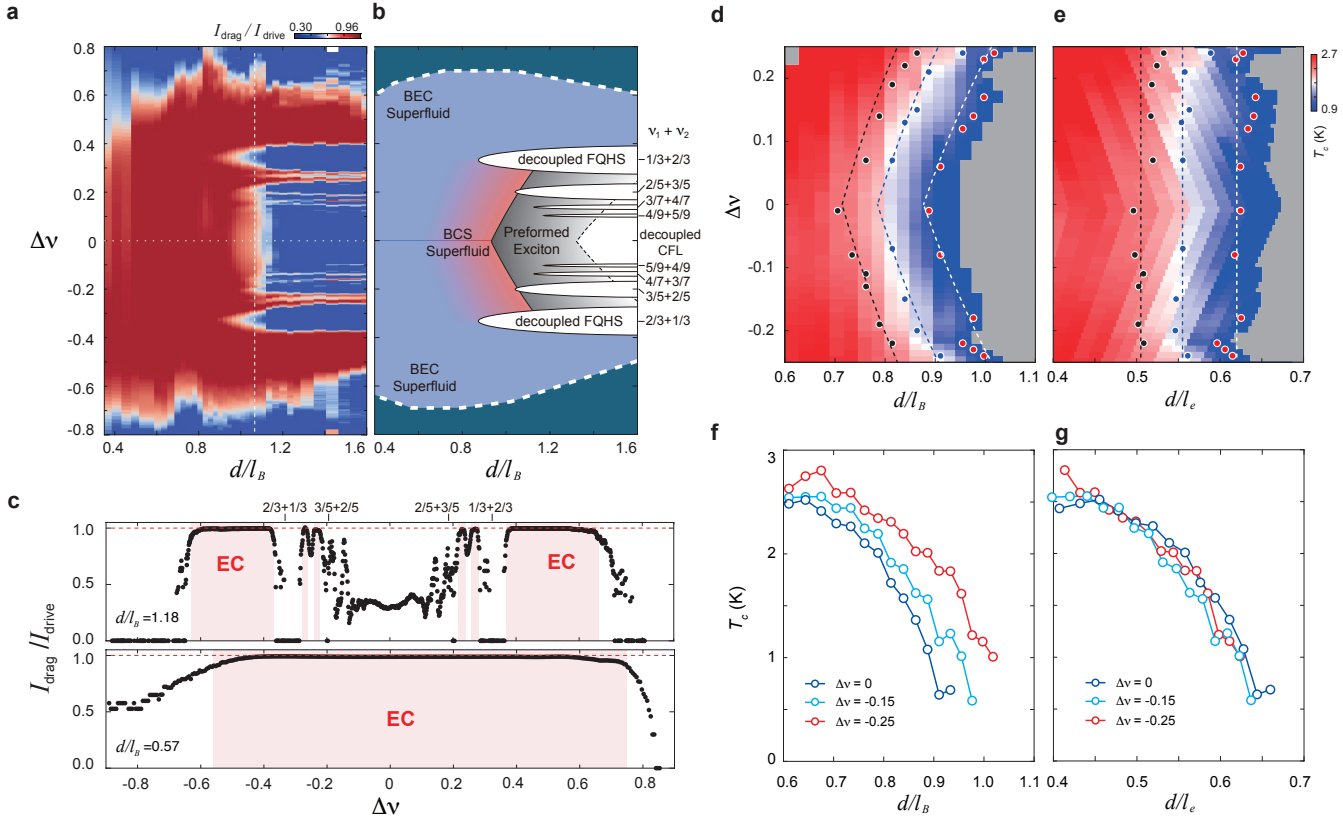 a
I_drag / I_drive
0.30
0.96
0.8
0.6
0.4
0.2
0
-0.2
-0.4
-0.6
-0.8
Δν
0.4
0.8
1.2
1.6
d/l_B
b
BEC
Superfluid
decoupled FQHS
BCS
Superfluid
Preformed
Exciton
decoupled FQHS
BEC
Superfluid
ν₁ + ν₂
1/3+2/3
2/5+3/5
3/7+4/7
4/9+5/9
decoupled
CFL
5/9+4/9
4/7+3/7
3/5+2/5
2/3+1/3
0.4
0.8
1.2
1.6
d/l_B
c
2/3+1/3
3/5+2/5
2/5+3/5
1/3+2/3
1.0
0.5
0.0
EC
EC
d/l_B=1.18
1.0
0.5
0.0
EC
d/l_B=0.57
I_drag / I_drive
-0.8
-0.6
-0.4
-0.2
0
0.2
0.4
0.6
0.8
Δν
d
0.2
0.1
0
-0.1
-0.2
Δν
0.6
0.7
0.8
0.9
1.0
1.1
d/l_B
e
0.4
0.5
0.6
0.7
d/l_e
2.7
0.9
T_c (K)
f
3
2
1
0
T_c (K)
Δν = 0
Δν = -0.15
Δν = -0.25
0.6
0.7
0.8
0.9
1.0
1.1
d/l_B
g
Δν = 0
Δν = -0.15
Δν = -0.25
0.4
0.5
0.6
0.7
d/l_e